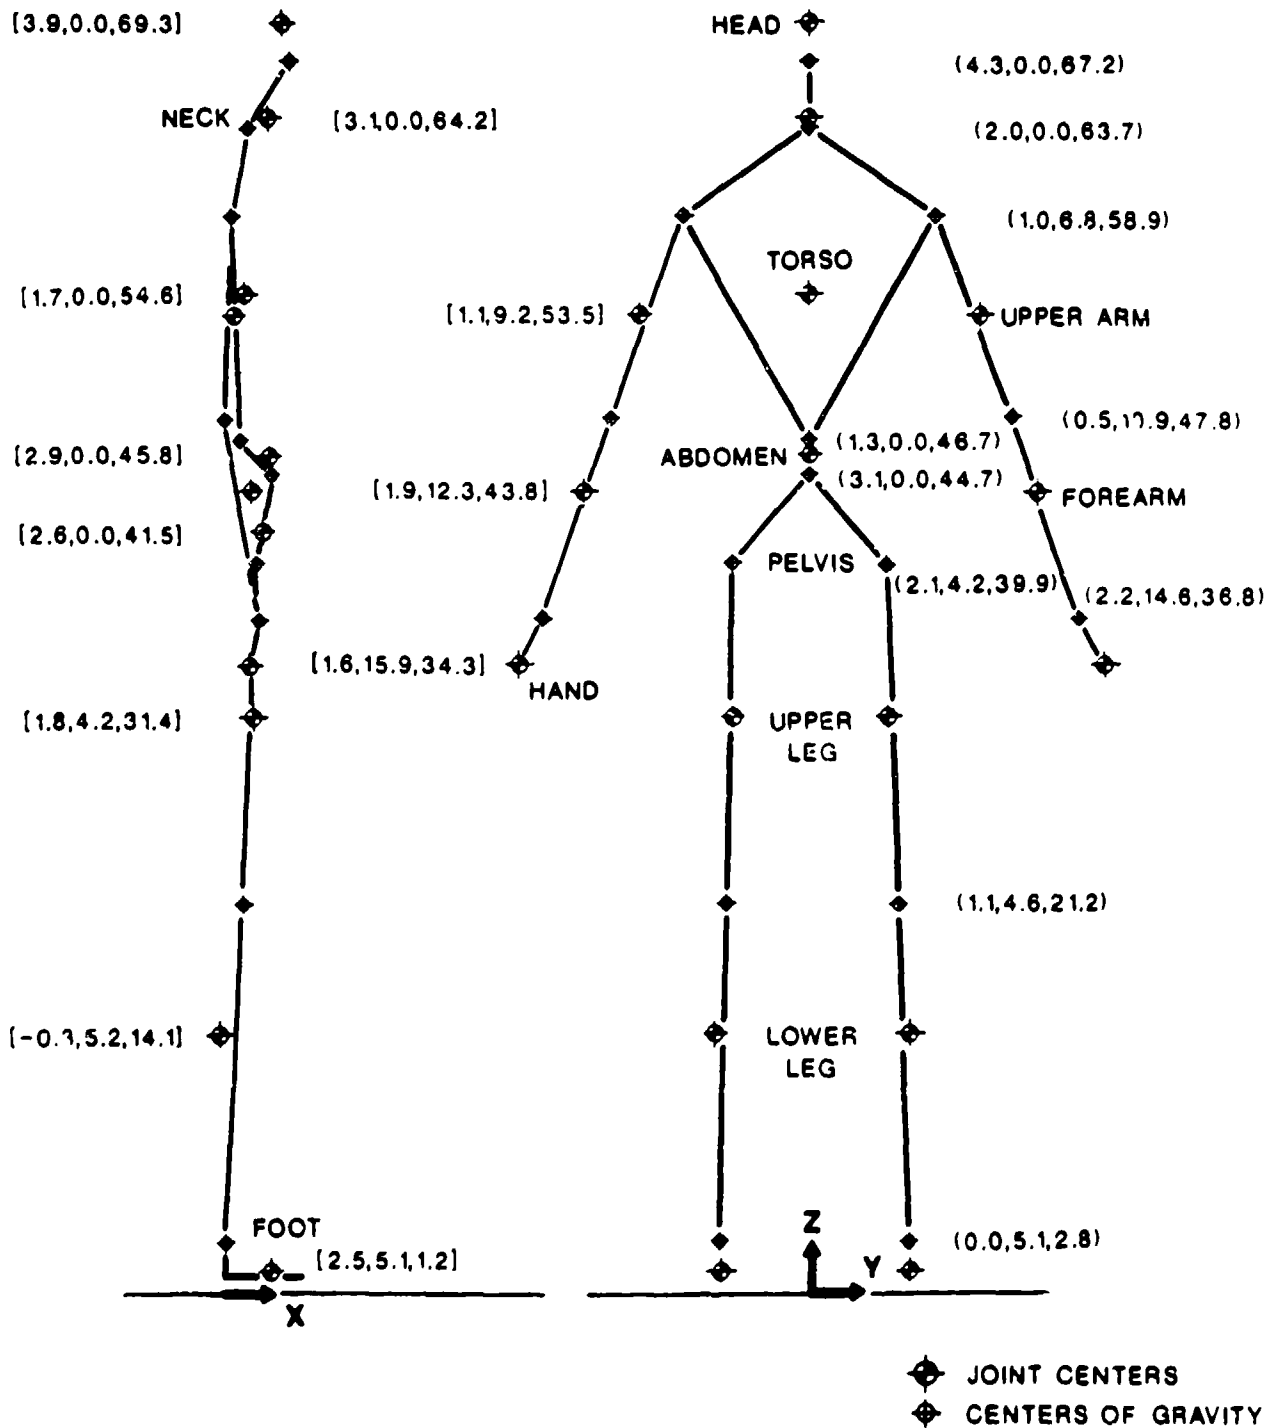 [3.9,0.0,69.3]
HEAD
(4.3,0.0,67.2)
NECK
[3.1,0.0,64.2]
(2.0,0.0,63.7)
(1.0,6.8,58.9)
TORSO
[1.7,0.0,54.6]
[1.1,9.2,53.5]
UPPER ARM
(1.3,0.0,46.7)
[2.9,0.0,45.8]
ABDOMEN
(3.1,0.0,44.7)
[1.9,12.3,43.8]
FOREARM
[2.6,0.0,41.5]
PELVIS
(2.1,4.2,39.9)
(2.2,14.6,36.8)
[1.6,15.9,34.3]
HAND
[1.8,4.2,31.4]
UPPER
LEG
(1.1,4.6,21.2)
LOWER
LEG
FOOT
[2.5,5.1,1.2]
Z
Y
(0.0,5.1,2.8)
X
JOINT CENTERS
CENTERS OF GRAVITY